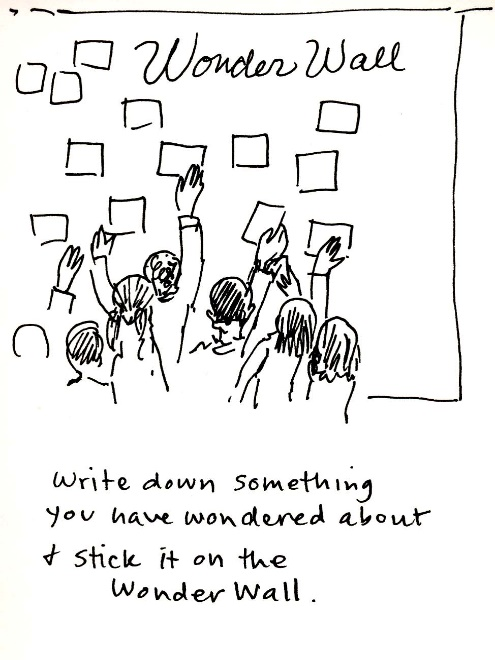 Wonder Wall
Write down something
you have wondered about
& stick it on the
Wonder Wall.